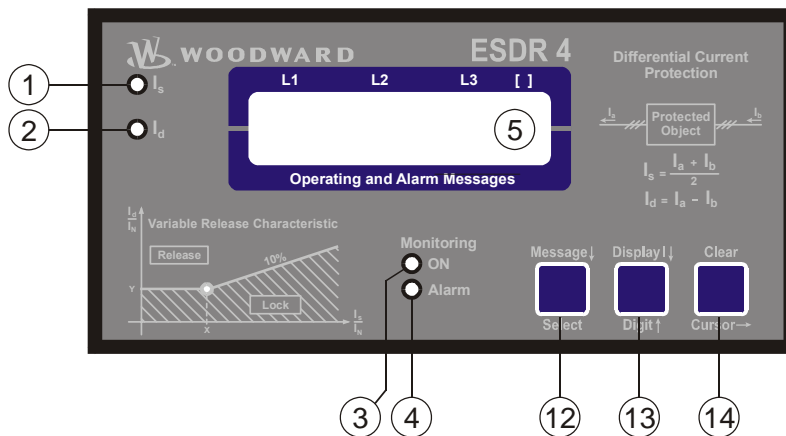 WOODWARD
ESDR 4
1
Is
2
Id
L1 L2 L3 [ ]
5
Operating and Alarm Messages
Differential Current
Protection
Ia
Protected
Object
Ib
Is = Ia + Ib
2
Id = Ia - Ib
Id
IN
Variable Release Characteristic
Release
10%
Y
Lock
X
Is
IN
Monitoring
ON
Alarm
Message↓
Select
Display I↓
Digit↑
Clear
Cursor→
3
4
12
13
14